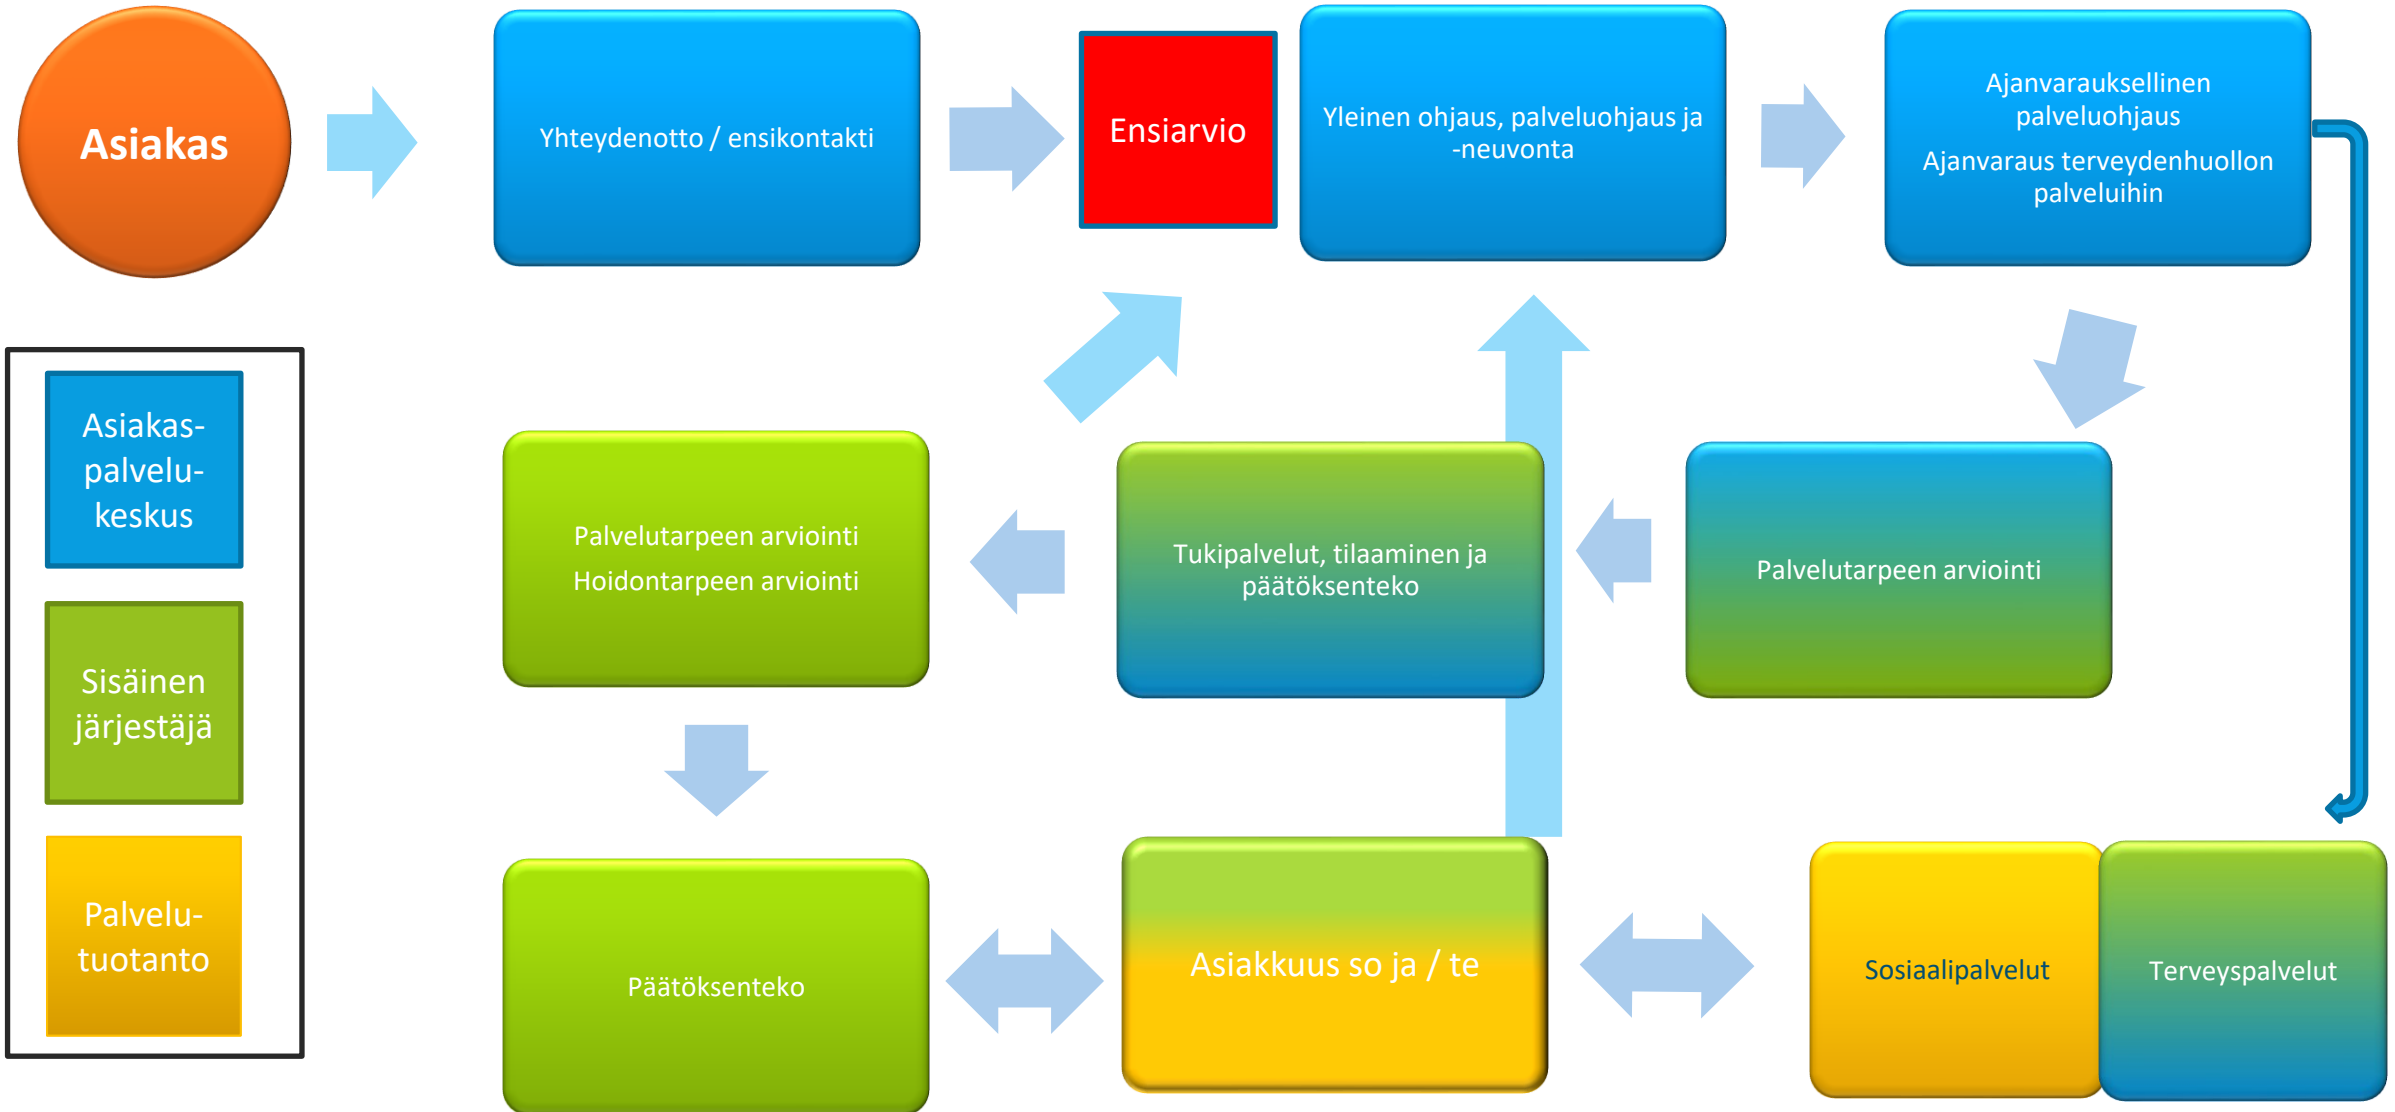 Asiakas
Yhteydenotto / ensikontakti
Ensiarvio
Yleinen ohjaus, palveluohjaus ja
-neuvonta
Ajanvarauksellinen
palveluohjaus
Ajanvaraus terveydenhuollon
palveluihin
Asiakas-
palvelu-
keskus
Sisäinen
järjestäjä
Palvelu-
tuotanto
Palvelutarpeen arviointi
Hoidontarpeen arviointi
Tukipalvelut, tilaaminen ja
päätöksenteko
Palvelutarpeen arviointi
Päätöksenteko
Asiakkuus so ja / te
Sosiaalipalvelut
Terveyspalvelut